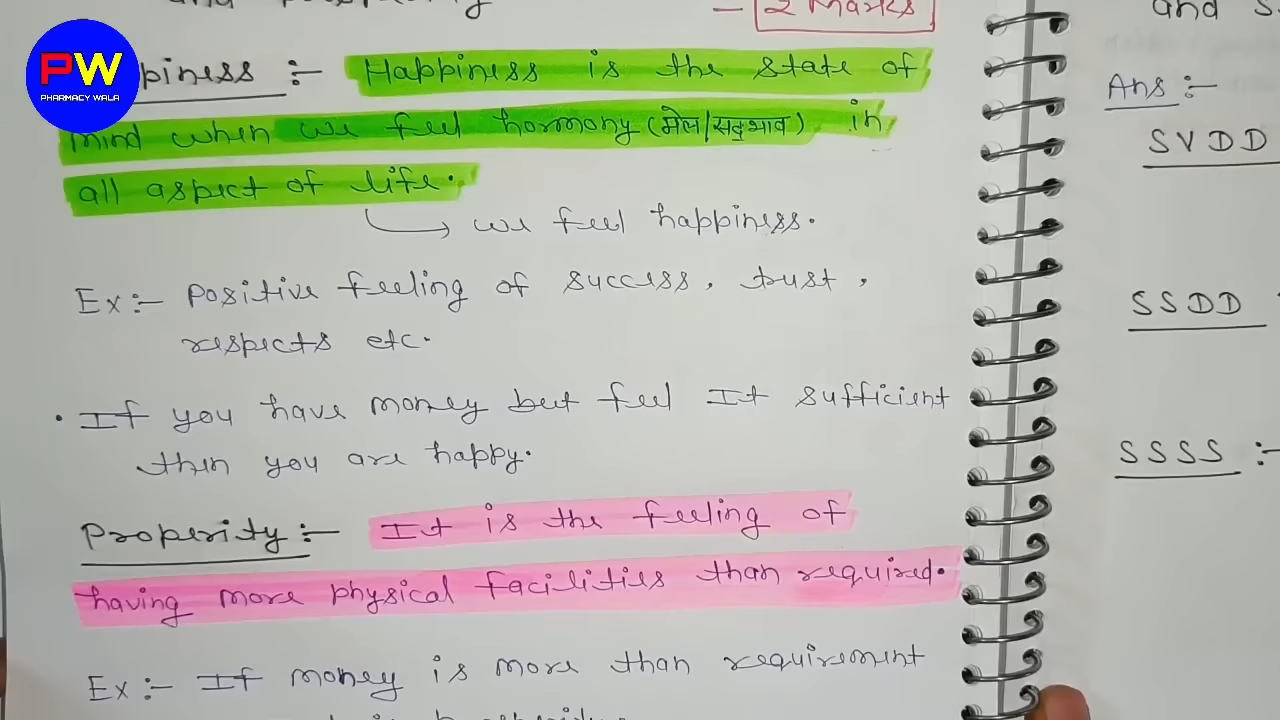 and
- 2 Marks
PW
PHARMACY WALA
piness :- Happiness is the state of
mind when we feel hormony (मेल/सद्भाव) in
all aspect of life.
→ we feel happiness.
Ex :- positive feeling of success, trust,
respects etc.
• If you have money but feel It sufficient
then you are happy.
Properity :- It is the feeling of
having more physical facilities than required.
Ex :- If money is more than requirement
and S
Ans :-
SVDD
SSDD
SSSS :-